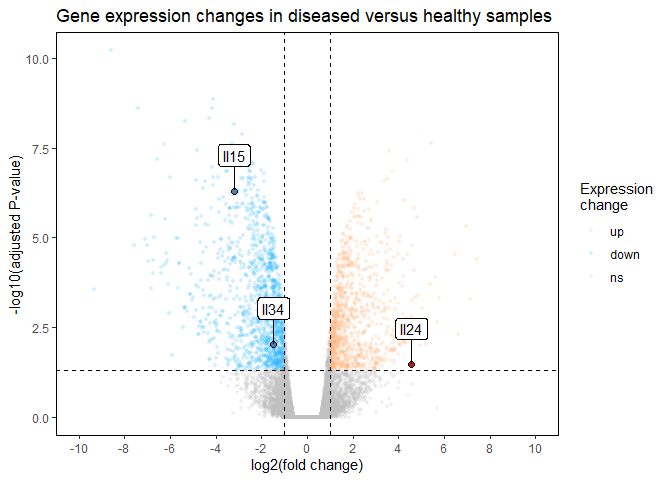 Gene expression changes in diseased versus healthy samples
-log10(adjusted P-value)
10.0
7.5
5.0
2.5
0.0
Il15
Il34
Il24
-10 -8 -6 -4 -2 0 2 4 6 8 10
log2(fold change)
Expression
change
up
down
ns